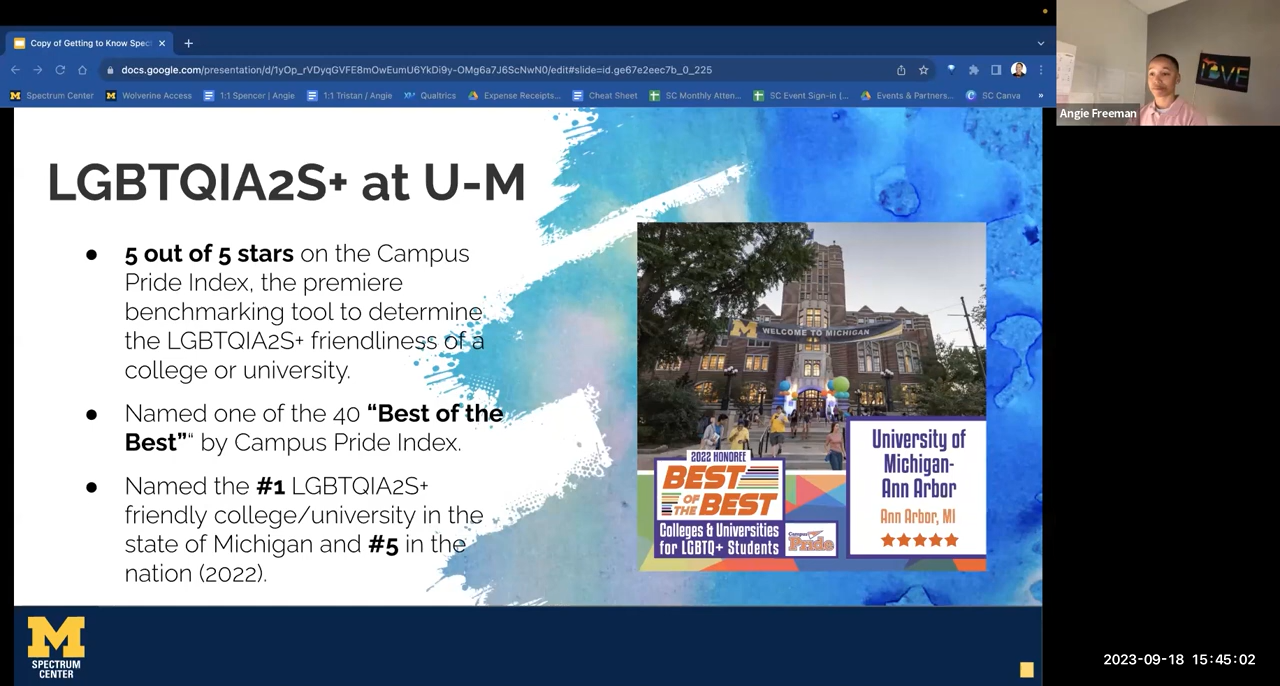 Copy of Getting to Know Spec
docs.google.com/presentation/d/1yOp_rVDyqGVFE8mOwEumU6YkDi9y-OMg6a7J6ScNwN0/edit#slide=id.ge67e2eec7b_0_225
Spectrum Center
Wolverine Access
1:1 Spencer | Angie
1:1 Tristan / Angie
Qualtrics
Expense Receipts...
Cheat Sheet
SC Monthly Atten...
SC Event Sign-in (...
Events & Partners...
SC Canva
»
Angie Freeman
LOVE
LGBTQIA2S+ at U-M
● 5 out of 5 stars on the Campus
Pride Index, the premiere
benchmarking tool to determine
the LGBTQIA2S+ friendliness of a
college or university.
● Named one of the 40 “Best of the
Best”“ by Campus Pride Index.
● Named the #1 LGBTQIA2S+
friendly college/university in the
state of Michigan and #5 in the
nation (2022).
M WELCOME TO MICHIGAN
2022 HONOREE
BEST
OF THE BEST
Colleges & Universities
for LGBTQ+ Students
Campus
Pride
University of
Michigan-
Ann Arbor
Ann Arbor, MI
★★★★★
M
SPECTRUM
CENTER
2023-09-18 15:45:02